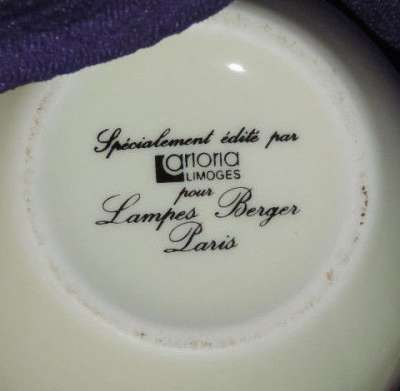 Spécialement édité par
artoria
LIMOGES
pour
Lampes Berger
Paris